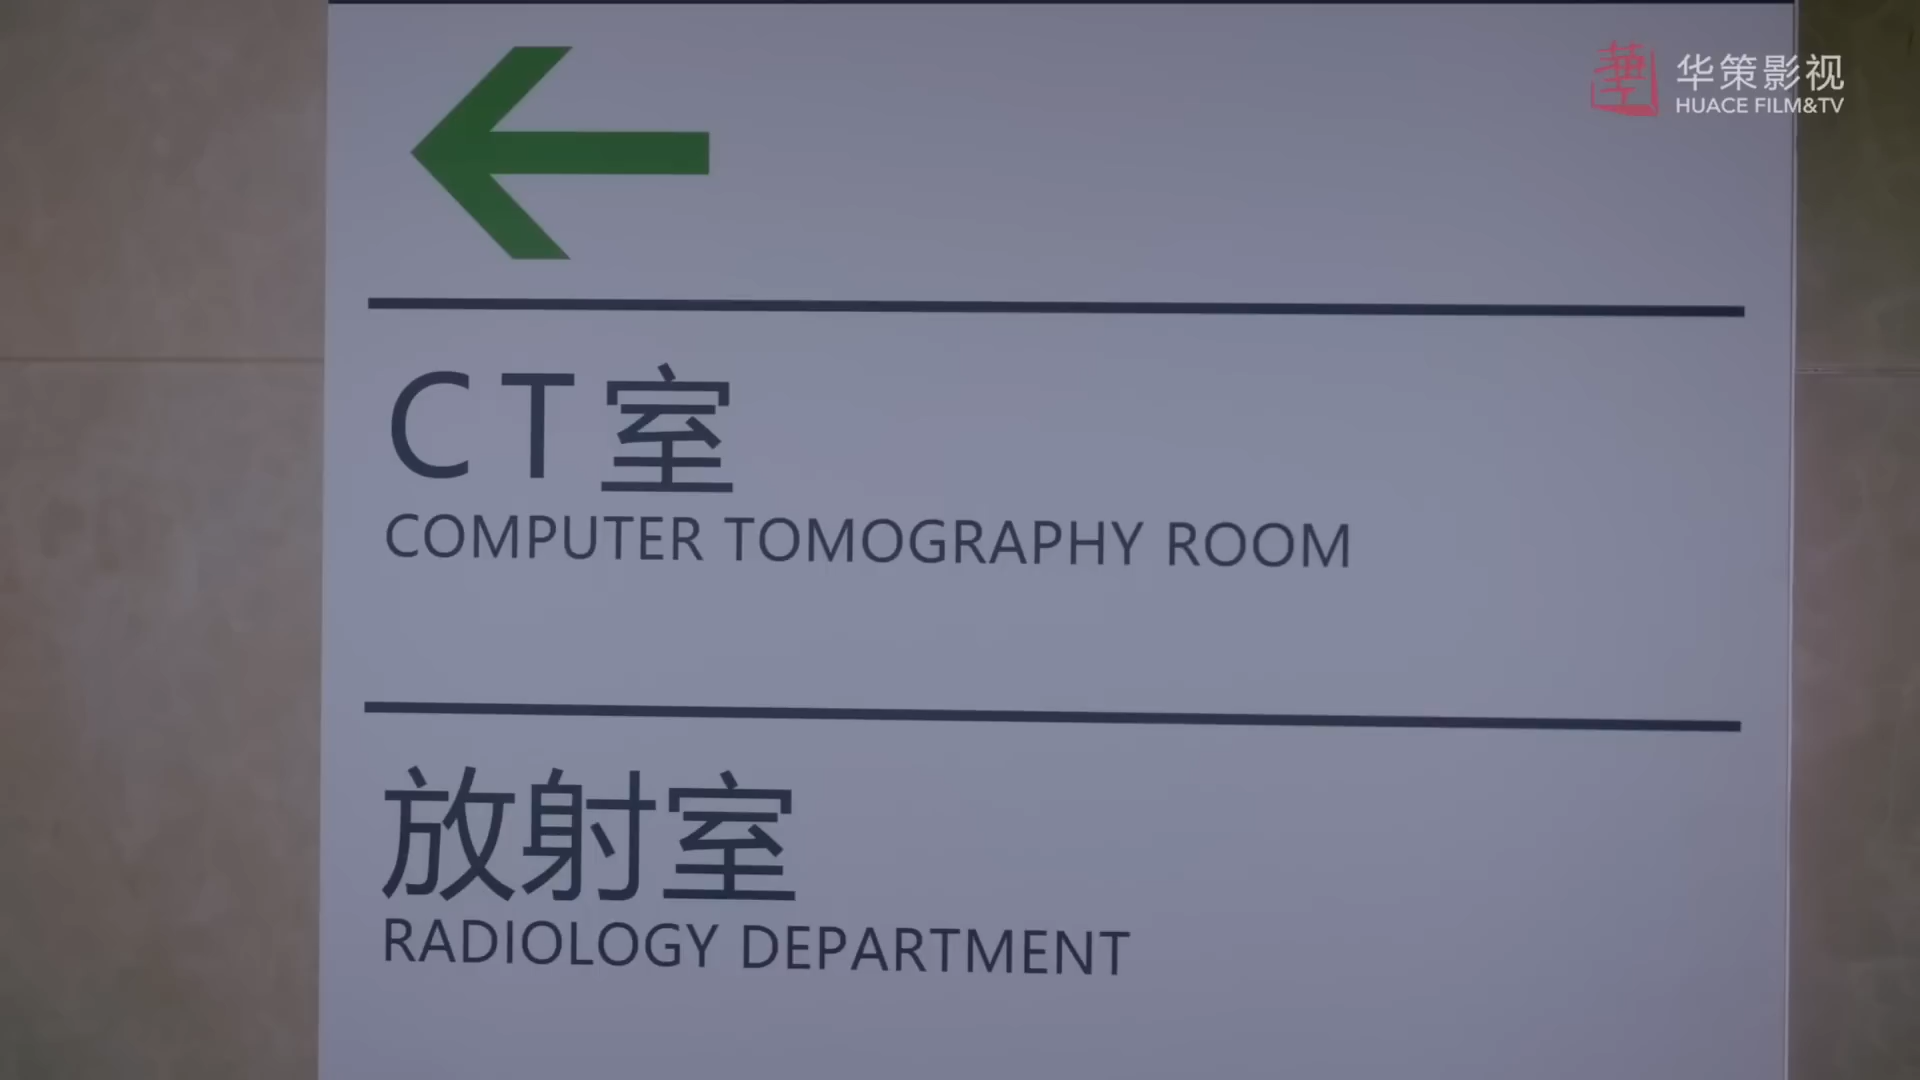 华策影视
HUACE FILM&TV
CT室
COMPUTER TOMOGRAPHY ROOM
放射室
RADIOLOGY DEPARTMENT